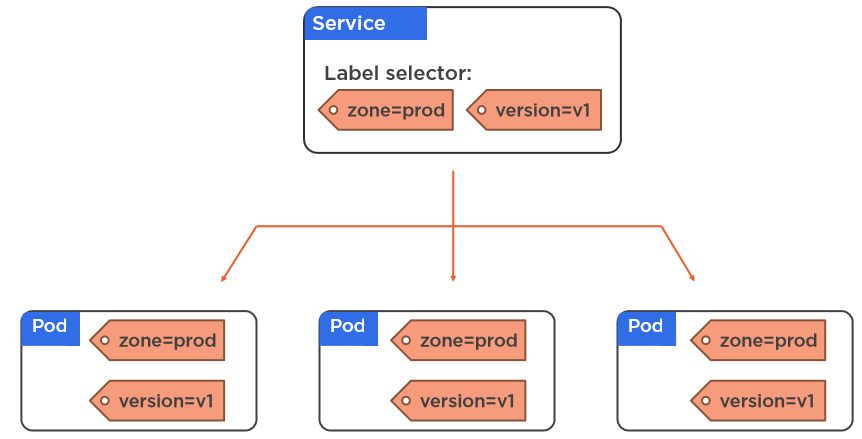 Service
Label selector:
zone=prod version=v1
Pod Pod Pod
zone=prod zone=prod zone=prod
version=v1 version=v1 version=v1